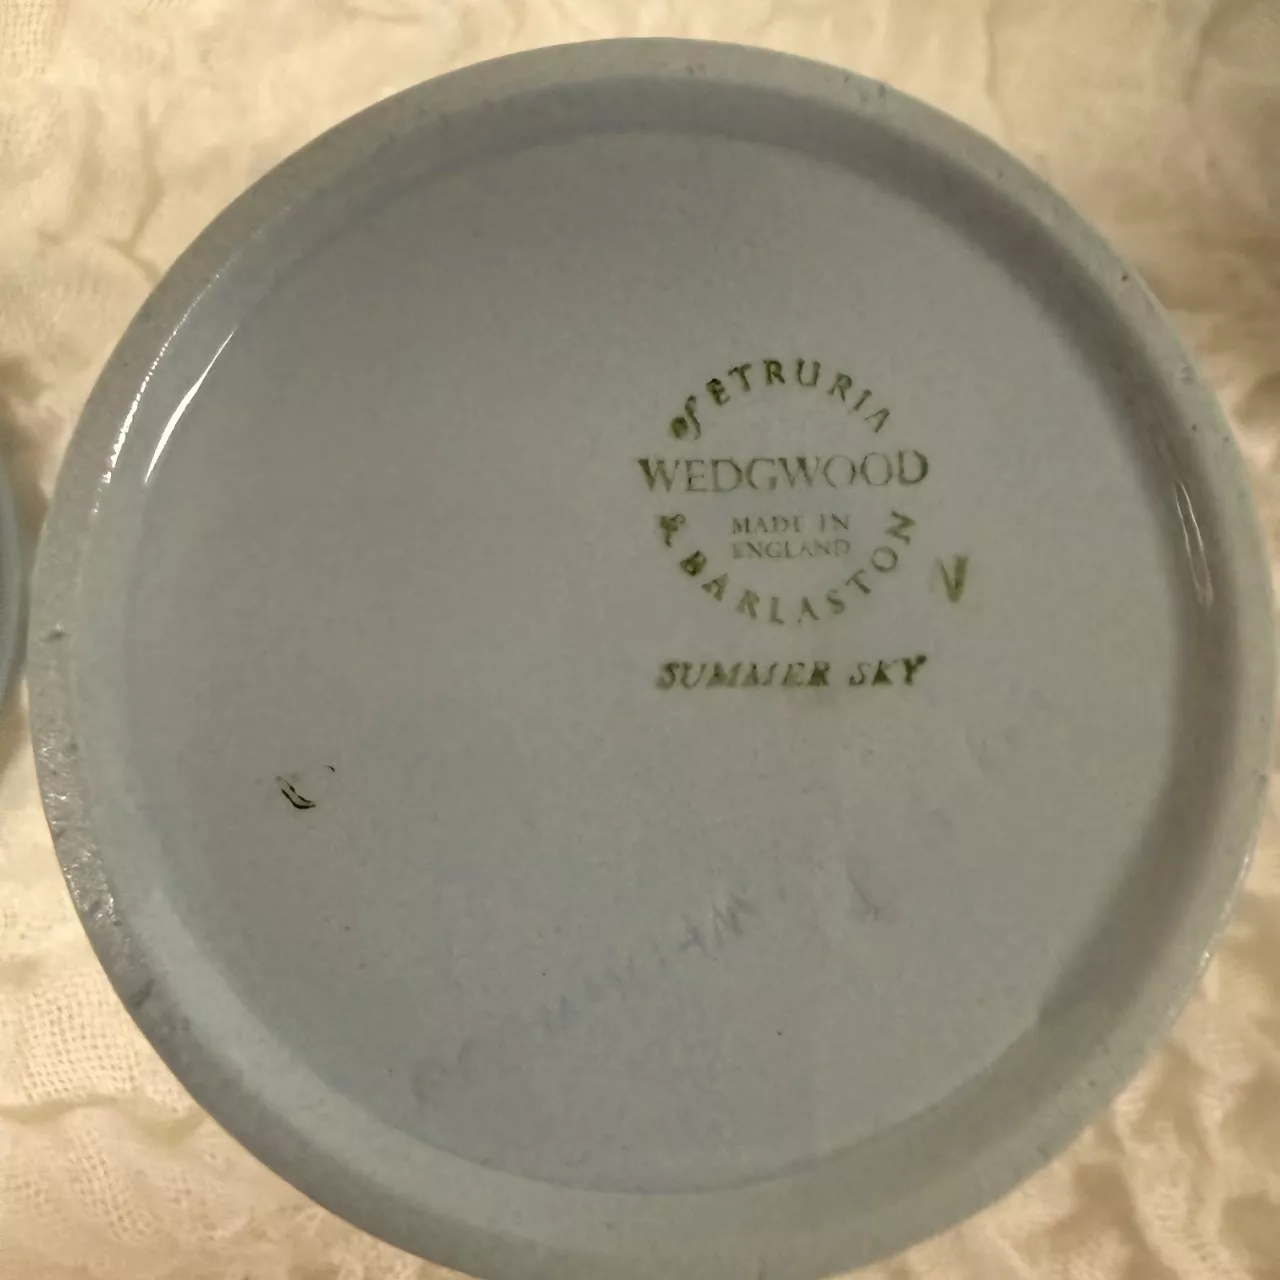 of ETRURIA
WEDGWOOD
MADE IN
ENGLAND
& BARLASTON
V
SUMMER SKY